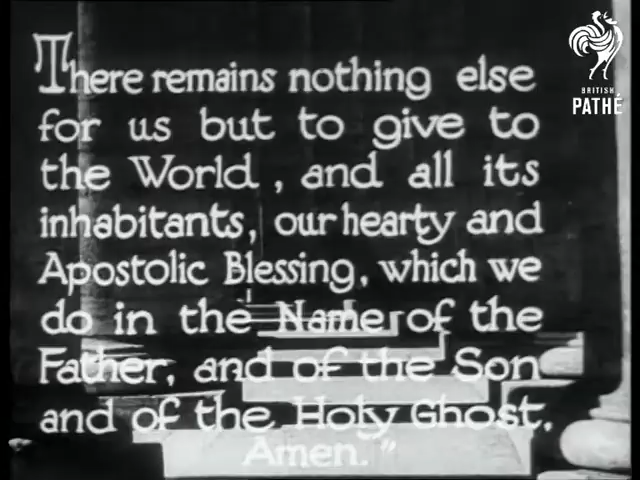 There remains nothing else
for us but to give to
the World, and all its
inhabitants, our hearty and
Apostolic Blessing, which we
do in the Name of the
Father, and of the Son
and of the Holy Ghost.
Amen."
BRITISH
PATHÉ